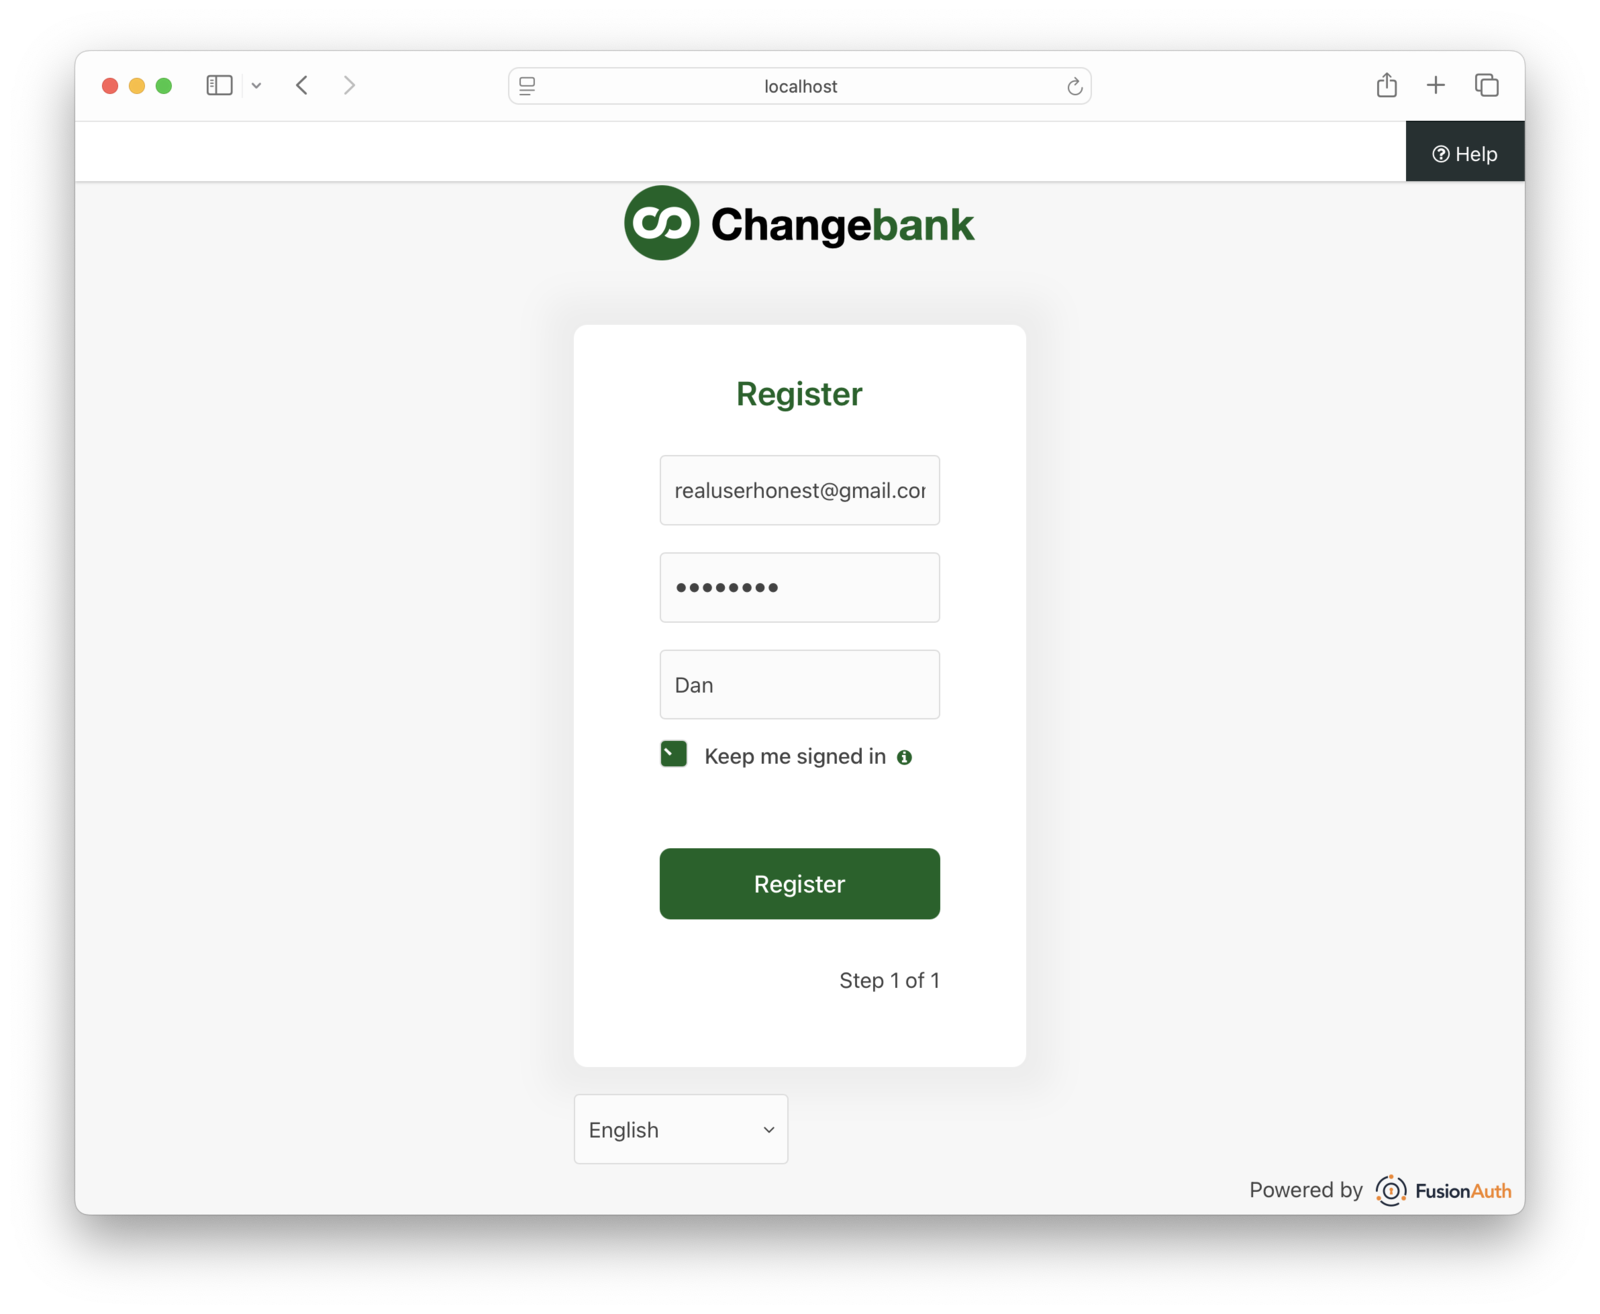 localhost
Help
Changebank
Register
realuserhonest@gmail.cor
••••••••
Dan
Keep me signed in
Register
Step 1 of 1
English
Powered by FusionAuth